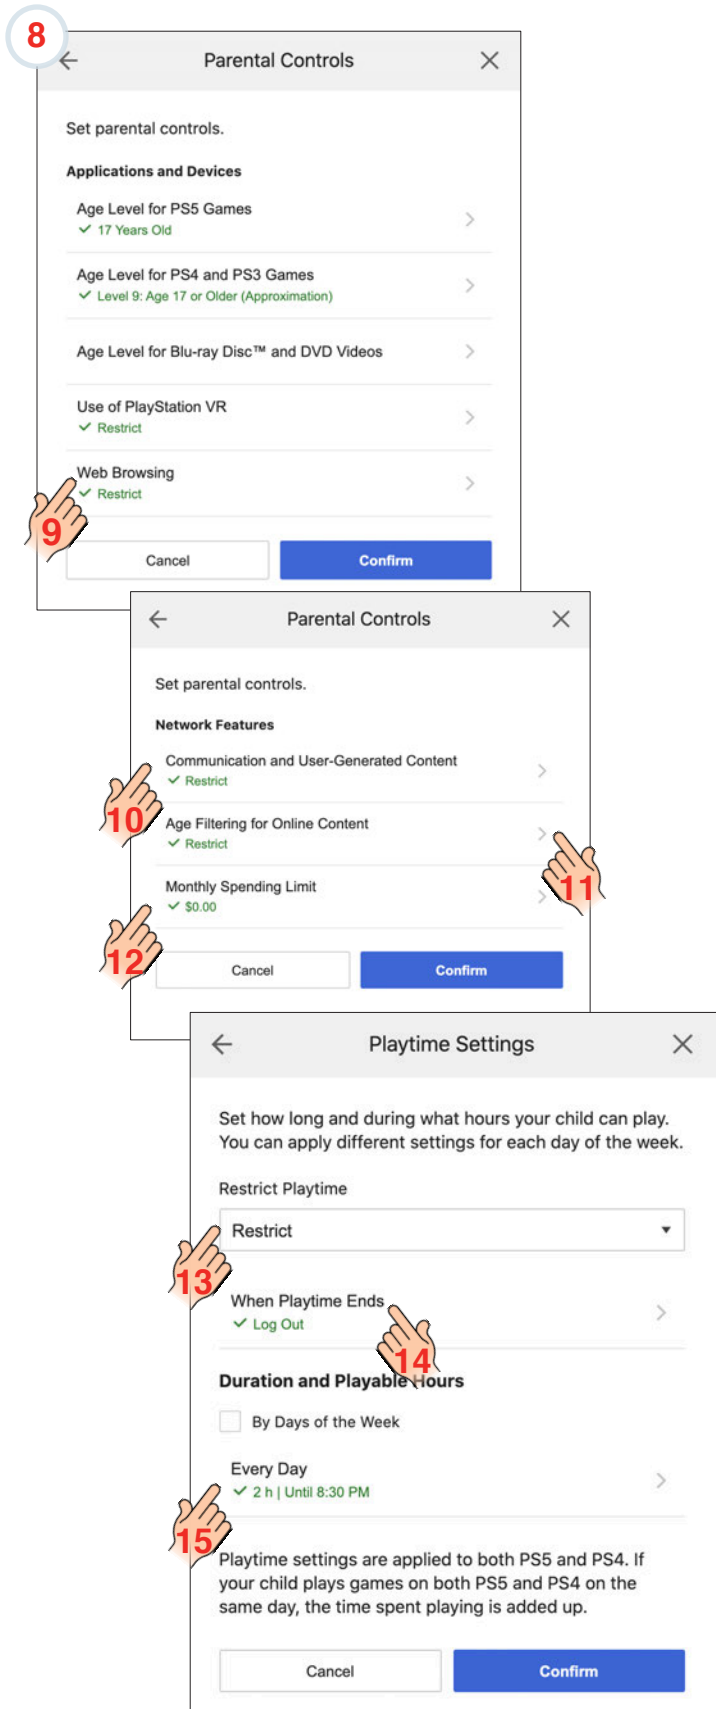 8
Parental Controls
Set parental controls.
Applications and Devices
Age Level for PS5 Games
✓ 17 Years Old
Age Level for PS4 and PS3 Games
✓ Level 9: Age 17 or Older (Approximation)
Age Level for Blu-ray Disc™ and DVD Videos
Use of PlayStation VR
✓ Restrict
Web Browsing
✓ Restrict
9
Cancel Confirm
Parental Controls
Set parental controls.
Network Features
Communication and User-Generated Content
✓ Restrict
10
Age Filtering for Online Content
✓ Restrict
11
Monthly Spending Limit
✓ $0.00
12
Cancel Confirm
Playtime Settings
Set how long and during what hours your child can play.
You can apply different settings for each day of the week.
Restrict Playtime
Restrict
13
When Playtime Ends
✓ Log Out
14
Duration and Playable Hours
By Days of the Week
Every Day
✓ 2 h | Until 8:30 PM
15
Playtime settings are applied to both PS5 and PS4. If
your child plays games on both PS5 and PS4 on the
same day, the time spent playing is added up.
Cancel Confirm